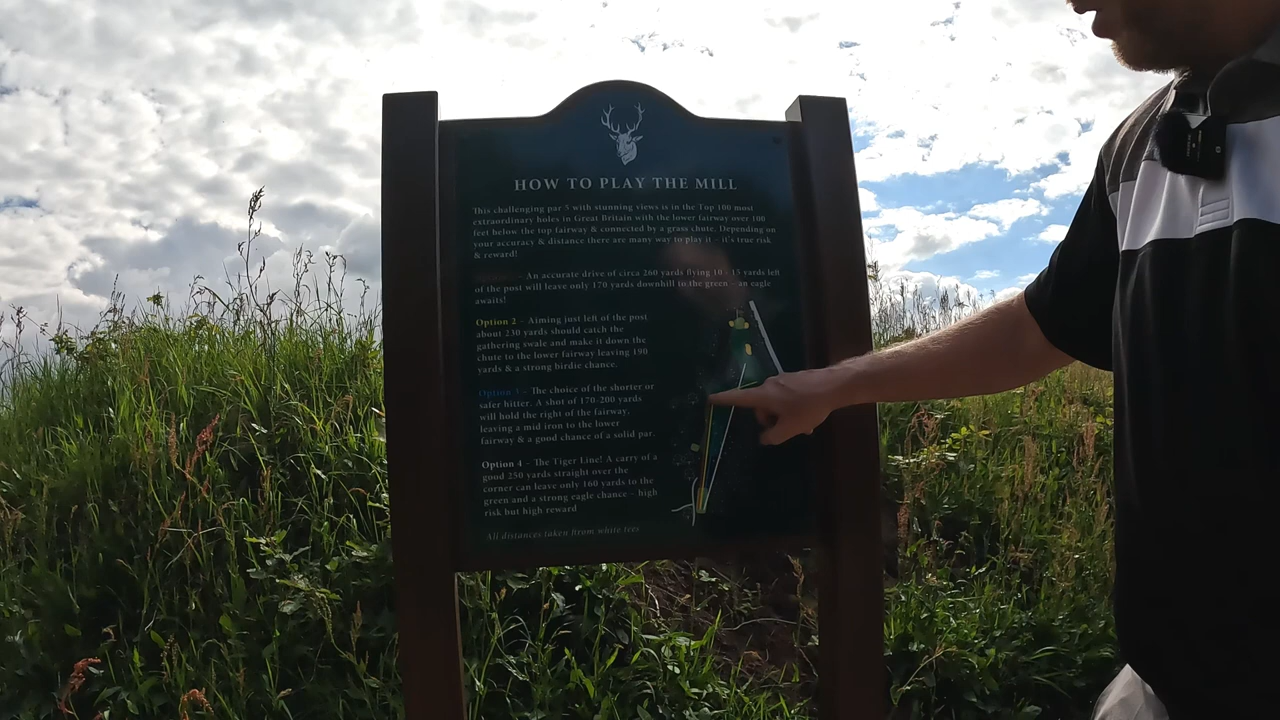 HOW TO PLAY THE MILL
This challenging par 5 with stunning views is in the Top 100 most
extraordinary holes in Great Britain with the lower fairway over 100
feet below the top fairway & connected by a grass chute. Depending on
your accuracy & distance there are many way to play it - it's true risk
& reward!
- An accurate drive of circa 260 yards flying 10 - 15 yards left
of the post will leave only 170 yards downhill to the green - an eagle
awaits!
Option 2 - Aiming just left of the post
about 230 yards should catch the
gathering swale and make it down the
chute to the lower fairway leaving 190
yards & a strong birdie chance.
Option 3 - The choice of the shorter or
safer hitter. A shot of 170-200 yards
will hold the right of the fairway,
leaving a mid iron to the lower
fairway & a good chance of a solid par.
Option 4 - The Tiger Line! A carry of a
good 250 yards straight over the
corner can leave only 160 yards to the
green and a strong eagle chance - high
risk but high reward
All distances taken from white tees